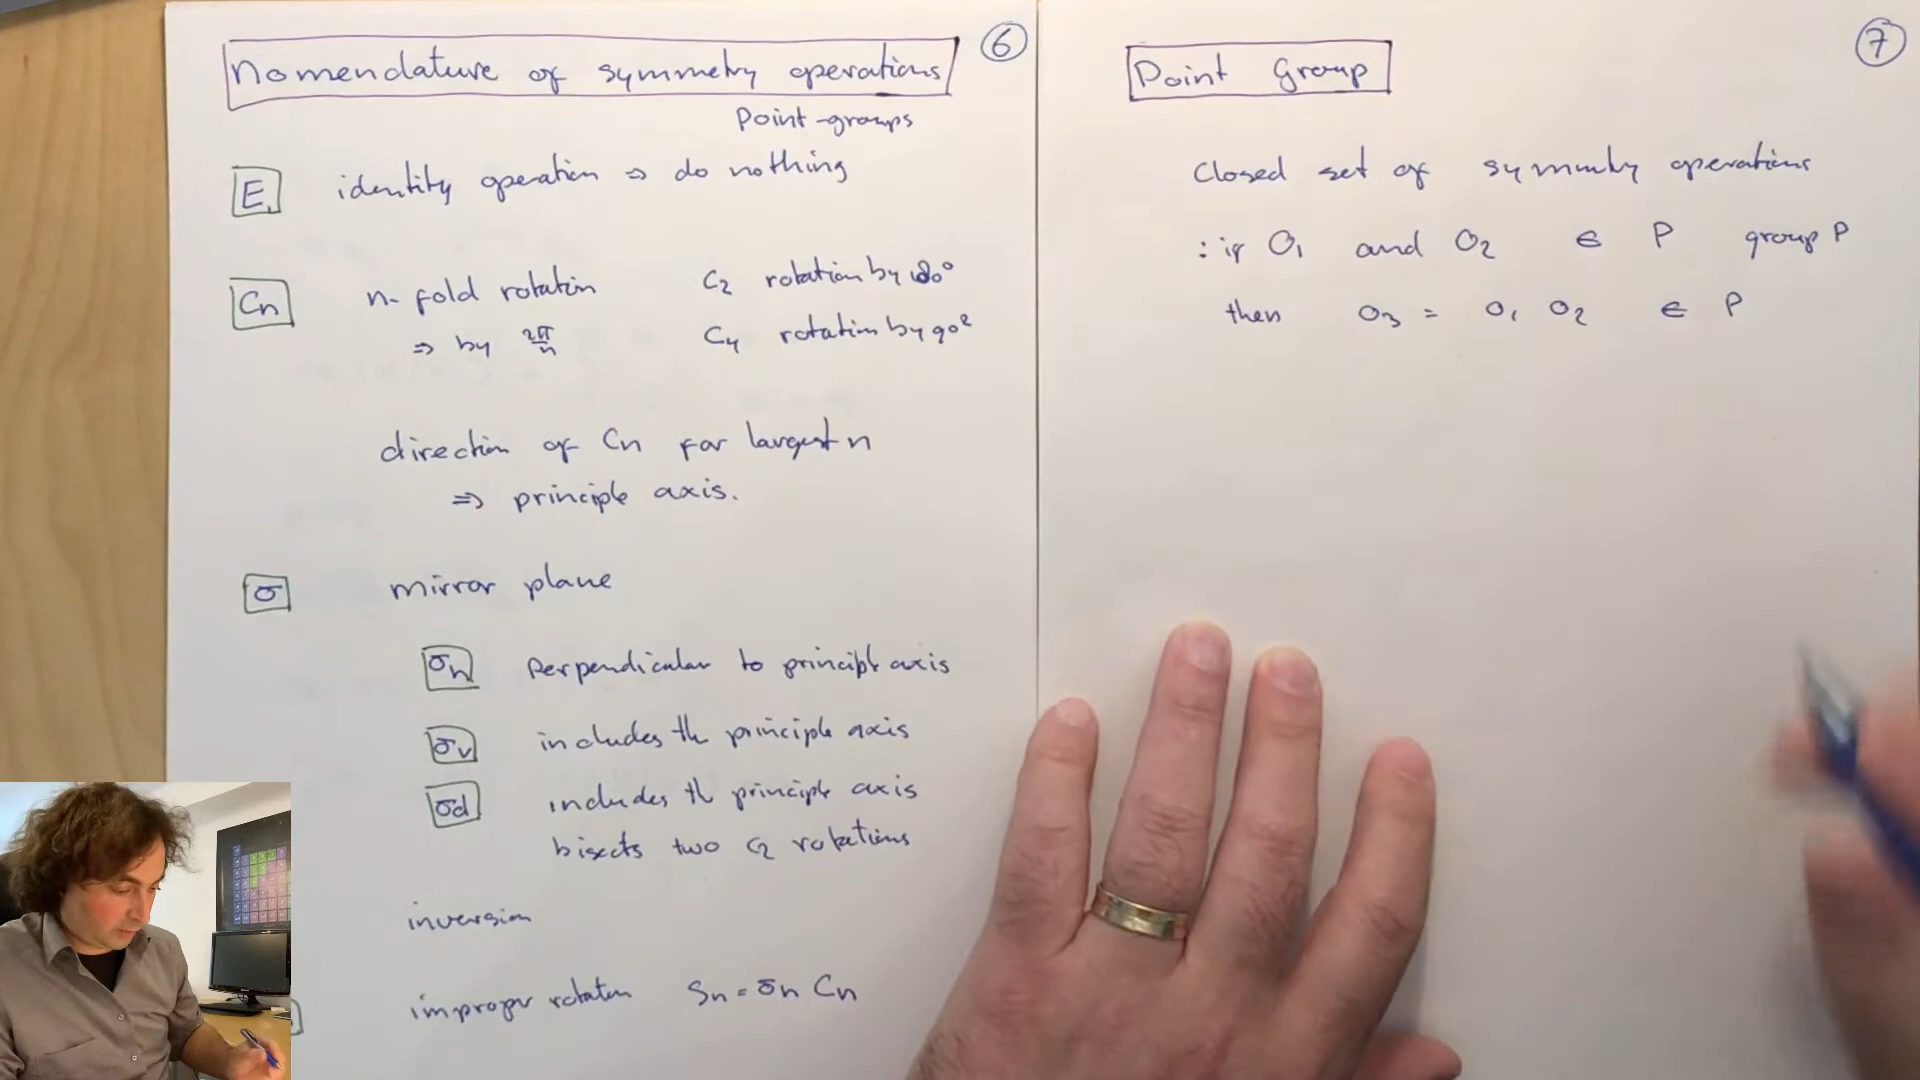 Nomenclature of symmetry operations
6
Point-groups
E identity operation ⇒ do nothing
Cn n-fold rotation C2 rotation by 180°
⇒ by 2π/n C4 rotation by 90°
direction of Cn for largest n
⇒ principle axis.
σ mirror plane
σh Perpendicular to principle axis
σv includes the principle axis
σd includes the principle axis
bisects two C2 rotations
inversion
improper rotation Sn = σh Cn
Point Group
7
Closed set of symmetry operations
: if O1 and O2 ∈ P group P
then O3 = O1 O2 ∈ P